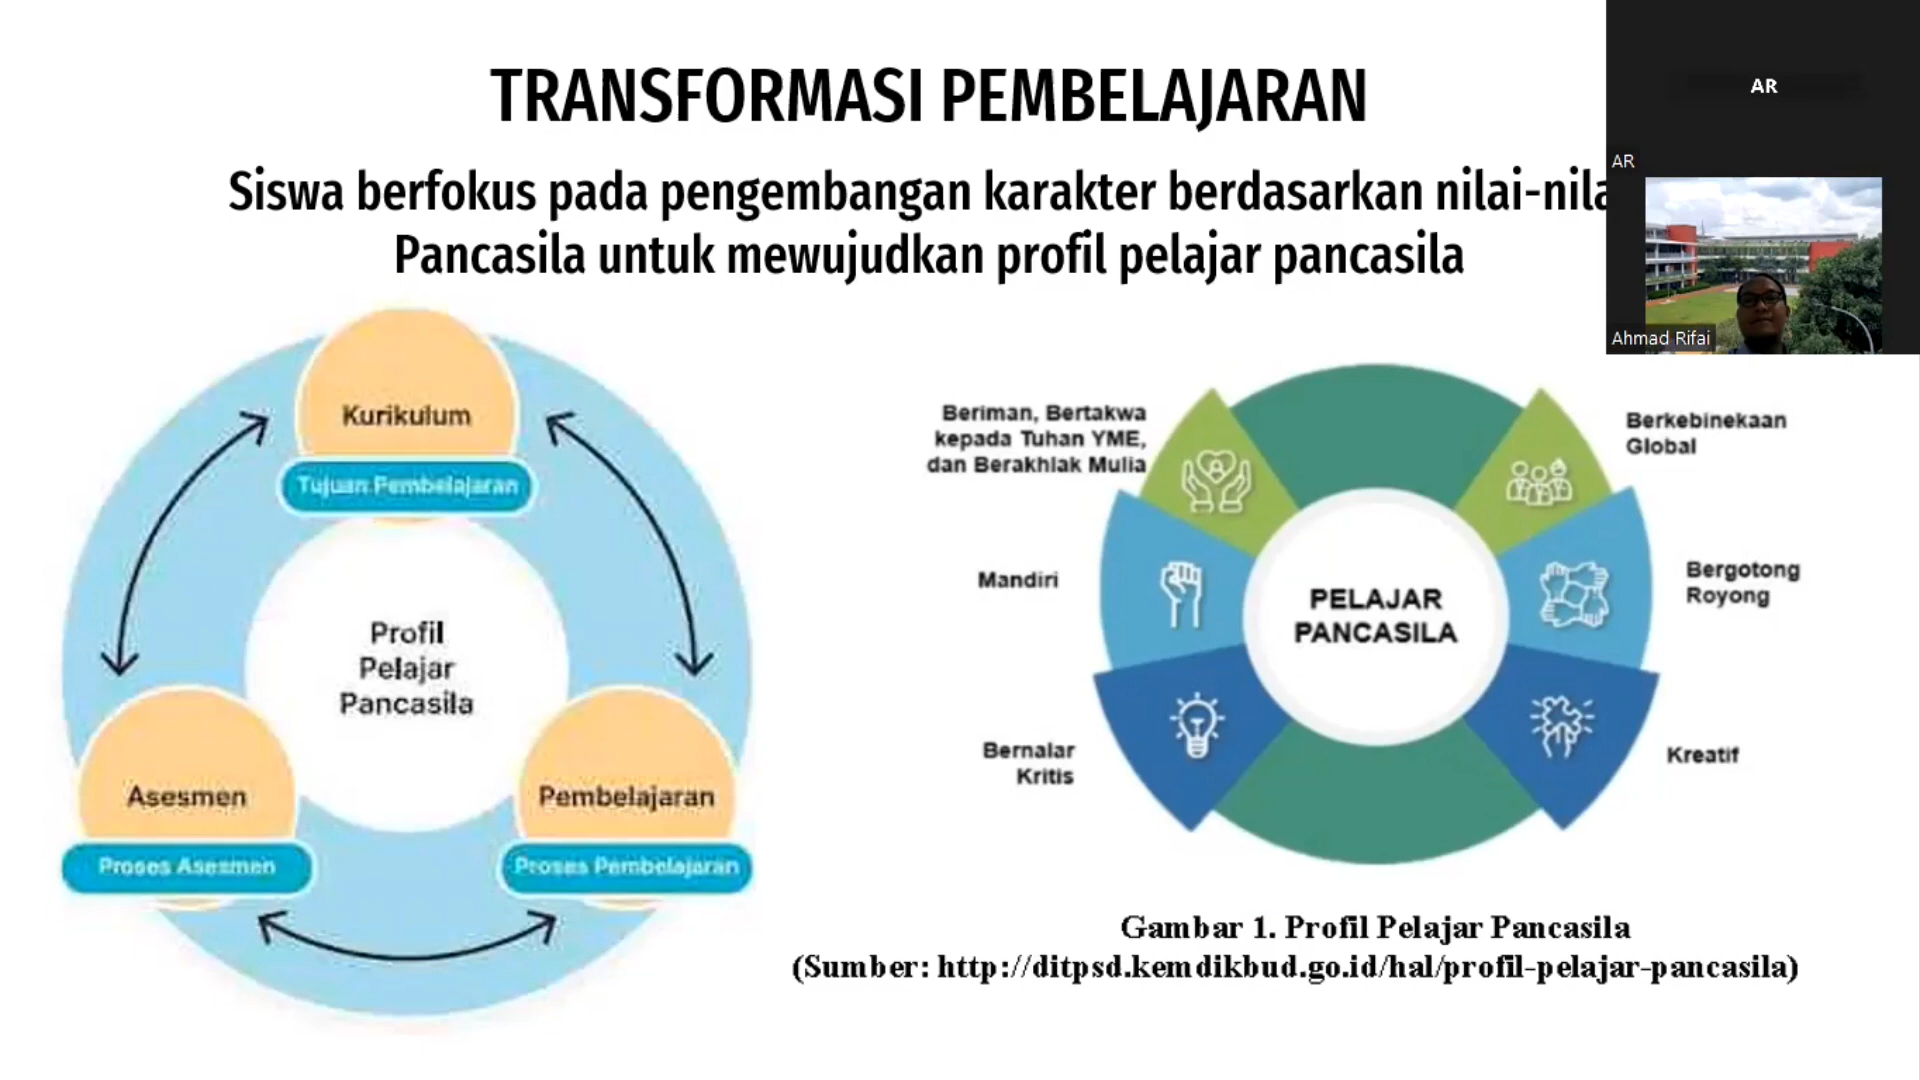 TRANSFORMASI PEMBELAJARAN
Siswa berfokus pada pengembangan karakter berdasarkan nilai-nila
Pancasila untuk mewujudkan profil pelajar pancasila
AR
AR
Ahmad Rifai
Kurikulum
Tujuan Pembelajaran
Profil
Pelajar
Pancasila
Asesmen
Proses Asesmen
Pembelajaran
Proses Pembelajaran
Beriman, Bertakwa
kepada Tuhan YME,
dan Berakhlak Mulia
Berkebinekaan
Global
Mandiri
Bergotong
Royong
PELAJAR
PANCASILA
Bernalar
Kritis
Kreatif
Gambar 1. Profil Pelajar Pancasila
(Sumber: http://ditpsd.kemdikbud.go.id/hal/profil-pelajar-pancasila)